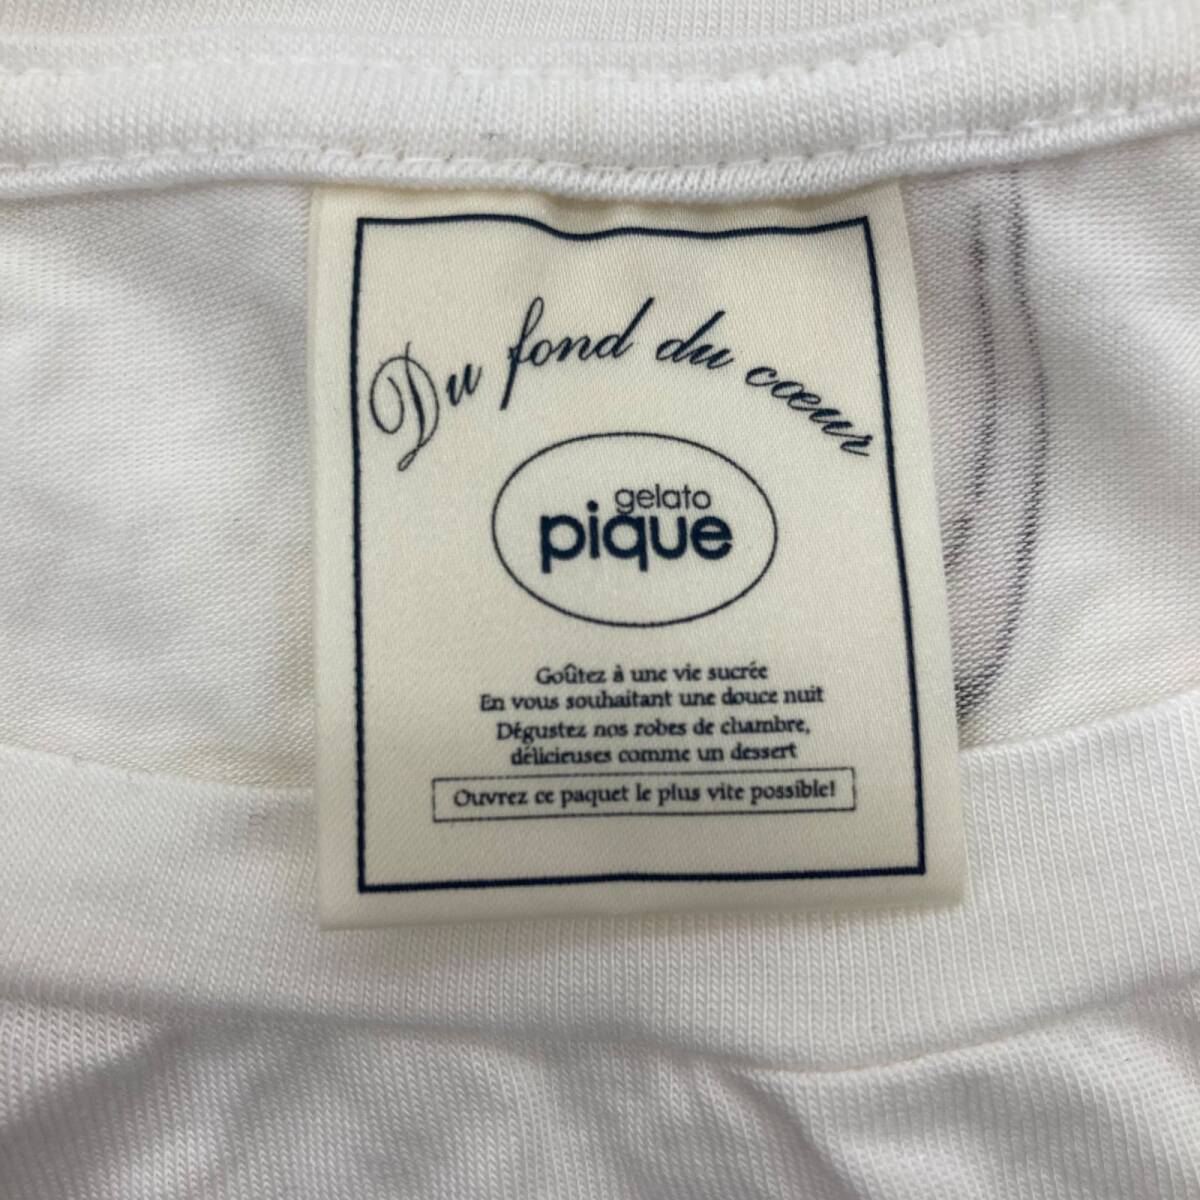 Du fond du cœur
gelato
pique
Goûtez à une vie sucrée
En vous souhaitant une douce nuit
Dégustez nos robes de chambre,
délicieuses comme un dessert
Ouvrez ce paquet le plus vite possible!